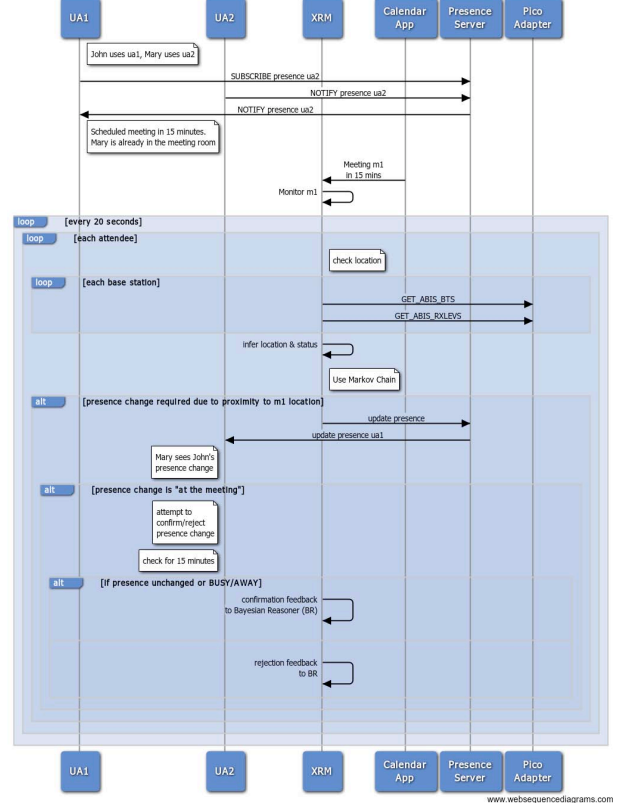 UA1
UA2
XRM
Calendar
App
Presence
Server
Pico
Adapter
John uses ua1, Mary uses ua2
SUBSCRIBE presence ua2
NOTIFY presence ua2
NOTIFY presence ua2
Scheduled meeting in 15 minutes.
Mary is already in the meeting room
Meeting m1
in 15 mins
Monitor m1
loop [every 20 seconds]
loop [each attendee]
check location
loop [each base station]
GET_ABIS_BTS
GET_ABIS_RXLEVS
infer location & status
Use Markov Chain
alt [presence change required due to proximity to m1 location]
update presence
update presence ua1
Mary sees John's
presence change
alt [presence change is "at the meeting"]
attempt to
confirm/reject
presence change
check for 15 minutes
alt [if presence unchanged or BUSY/AWAY]
confirmation feedback
to Bayesian Reasoner (BR)
rejection feedback
to BR
UA1
UA2
XRM
Calendar
App
Presence
Server
Pico
Adapter
www.websequencediagrams.com